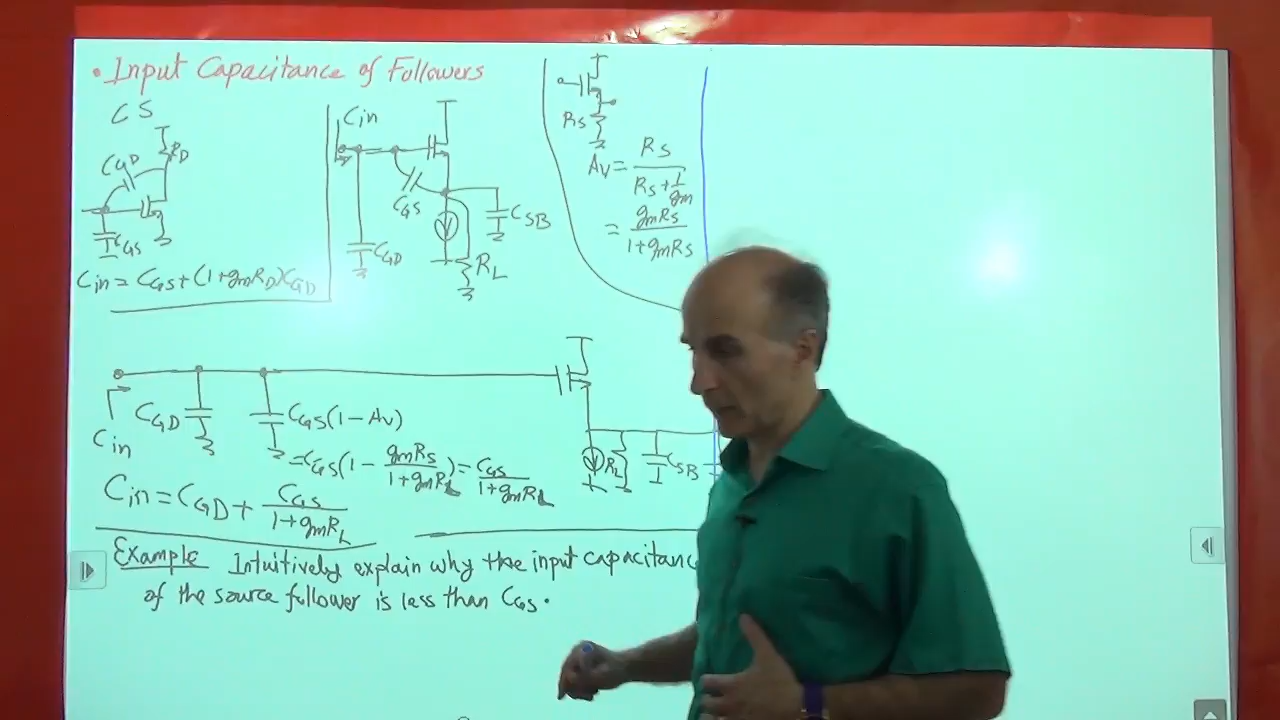 • Input Capacitance of Followers
CS
CGD
RD
CGS
Cin = CGS + (1+gmRD)CGD
Cin
CGS
CGD
CSB
RL
RS
Av = RS / (RS + 1/gm)
= gmRS / (1+gmRS)
Cin
CGD
CGS(1 - Av)
= CGS(1 - gmRS / (1+gmRL)) = CGS / (1+gmRL)
RL
CSB
Cin = CGD + CGS / (1+gmRL)
Example Intuitively explain why the input capacitanc
of the source follower is less than CGS.